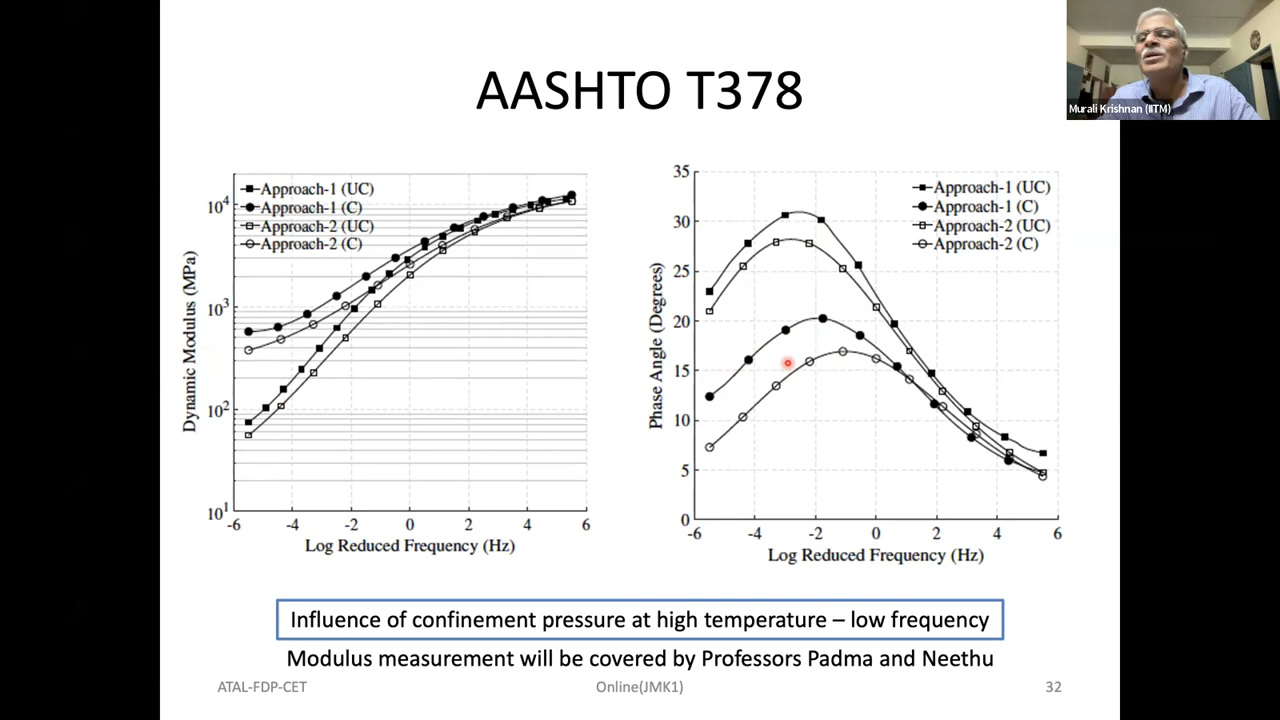 AASHTO T378
Murali Krishnan (IITM)
Approach-1 (UC)
Approach-1 (C)
Approach-2 (UC)
Approach-2 (C)
10^4
10^3
10^2
10^1
Dynamic Modulus (MPa)
-6 -4 -2 0 2 4 6
Log Reduced Frequency (Hz)
Approach-1 (UC)
Approach-1 (C)
Approach-2 (UC)
Approach-2 (C)
35
30
25
20
15
10
5
0
Phase Angle (Degrees)
-6 -4 -2 0 2 4 6
Log Reduced Frequency (Hz)
Influence of confinement pressure at high temperature – low frequency
Modulus measurement will be covered by Professors Padma and Neethu
ATAL-FDP-CET Online(JMK1) 32